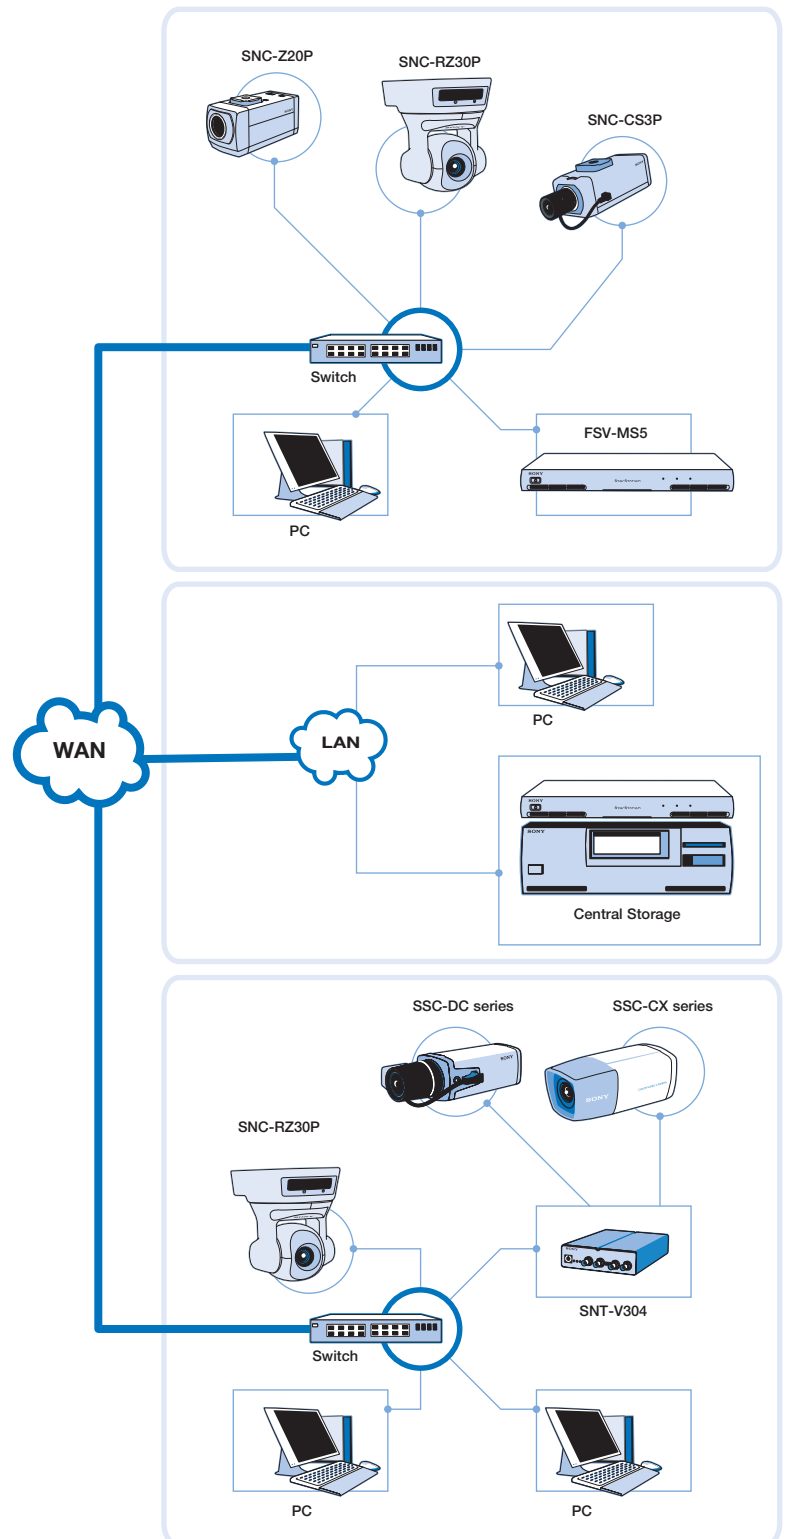 SNC-Z20P
SNC-RZ30P
SNC-CS3P
Switch
FSV-MS5
SONY
PC
PC
WAN
LAN
SONY
SONY
Central Storage
SSC-DC series
SSC-CX series
SONY
SONY
SNC-RZ30P
SONY
SNT-V304
Switch
PC
PC